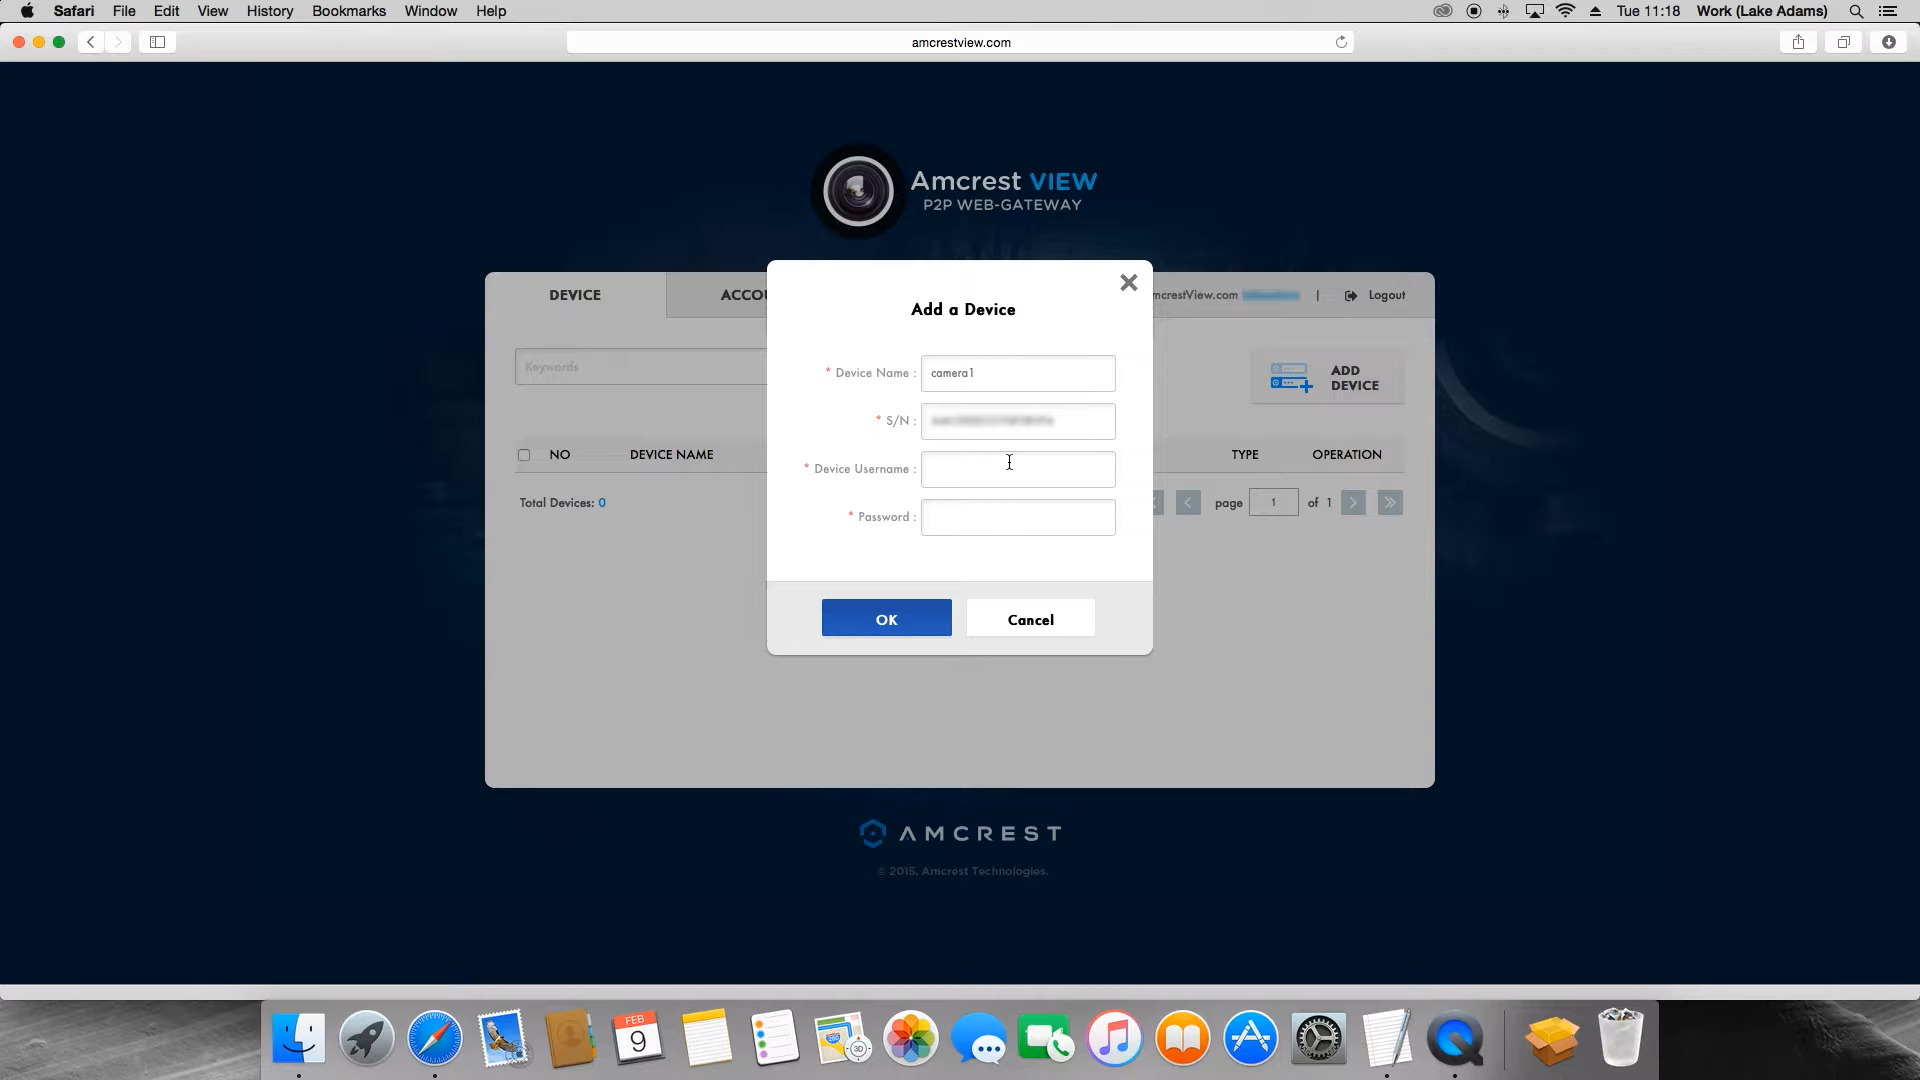 Safari File Edit View History Bookmarks Window Help
Tue 11:18 Work (Lake Adams)
amcrestview.com
Amcrest VIEW
P2P WEB-GATEWAY
DEVICE
ACCOU
mcrestView.com
| Logout
Add a Device
Keywords
ADD
DEVICE
* Device Name : camera1
* S/N :
* Device Username :
* Password :
NO DEVICE NAME TYPE OPERATION
Total Devices: 0
page 1 of 1
OK Cancel
AMCREST
© 2015. Amcrest Technologies.
FEB
9
280
3D